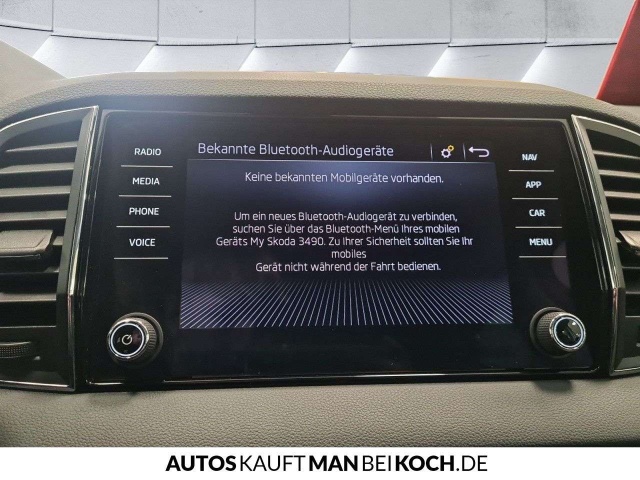 RADIO
MEDIA
PHONE
VOICE
Bekannte Bluetooth-Audiogeräte
Keine bekannten Mobilgeräte vorhanden.
Um ein neues Bluetooth-Audiogerät zu verbinden,
suchen Sie über das Bluetooth-Menü Ihres mobilen
Geräts My Skoda 3490. Zu Ihrer Sicherheit sollten Sie Ihr
mobiles
Gerät nicht während der Fahrt bedienen.
NAV
APP
CAR
MENU
AUTOSKAUFTMANBEIKOCH.DE